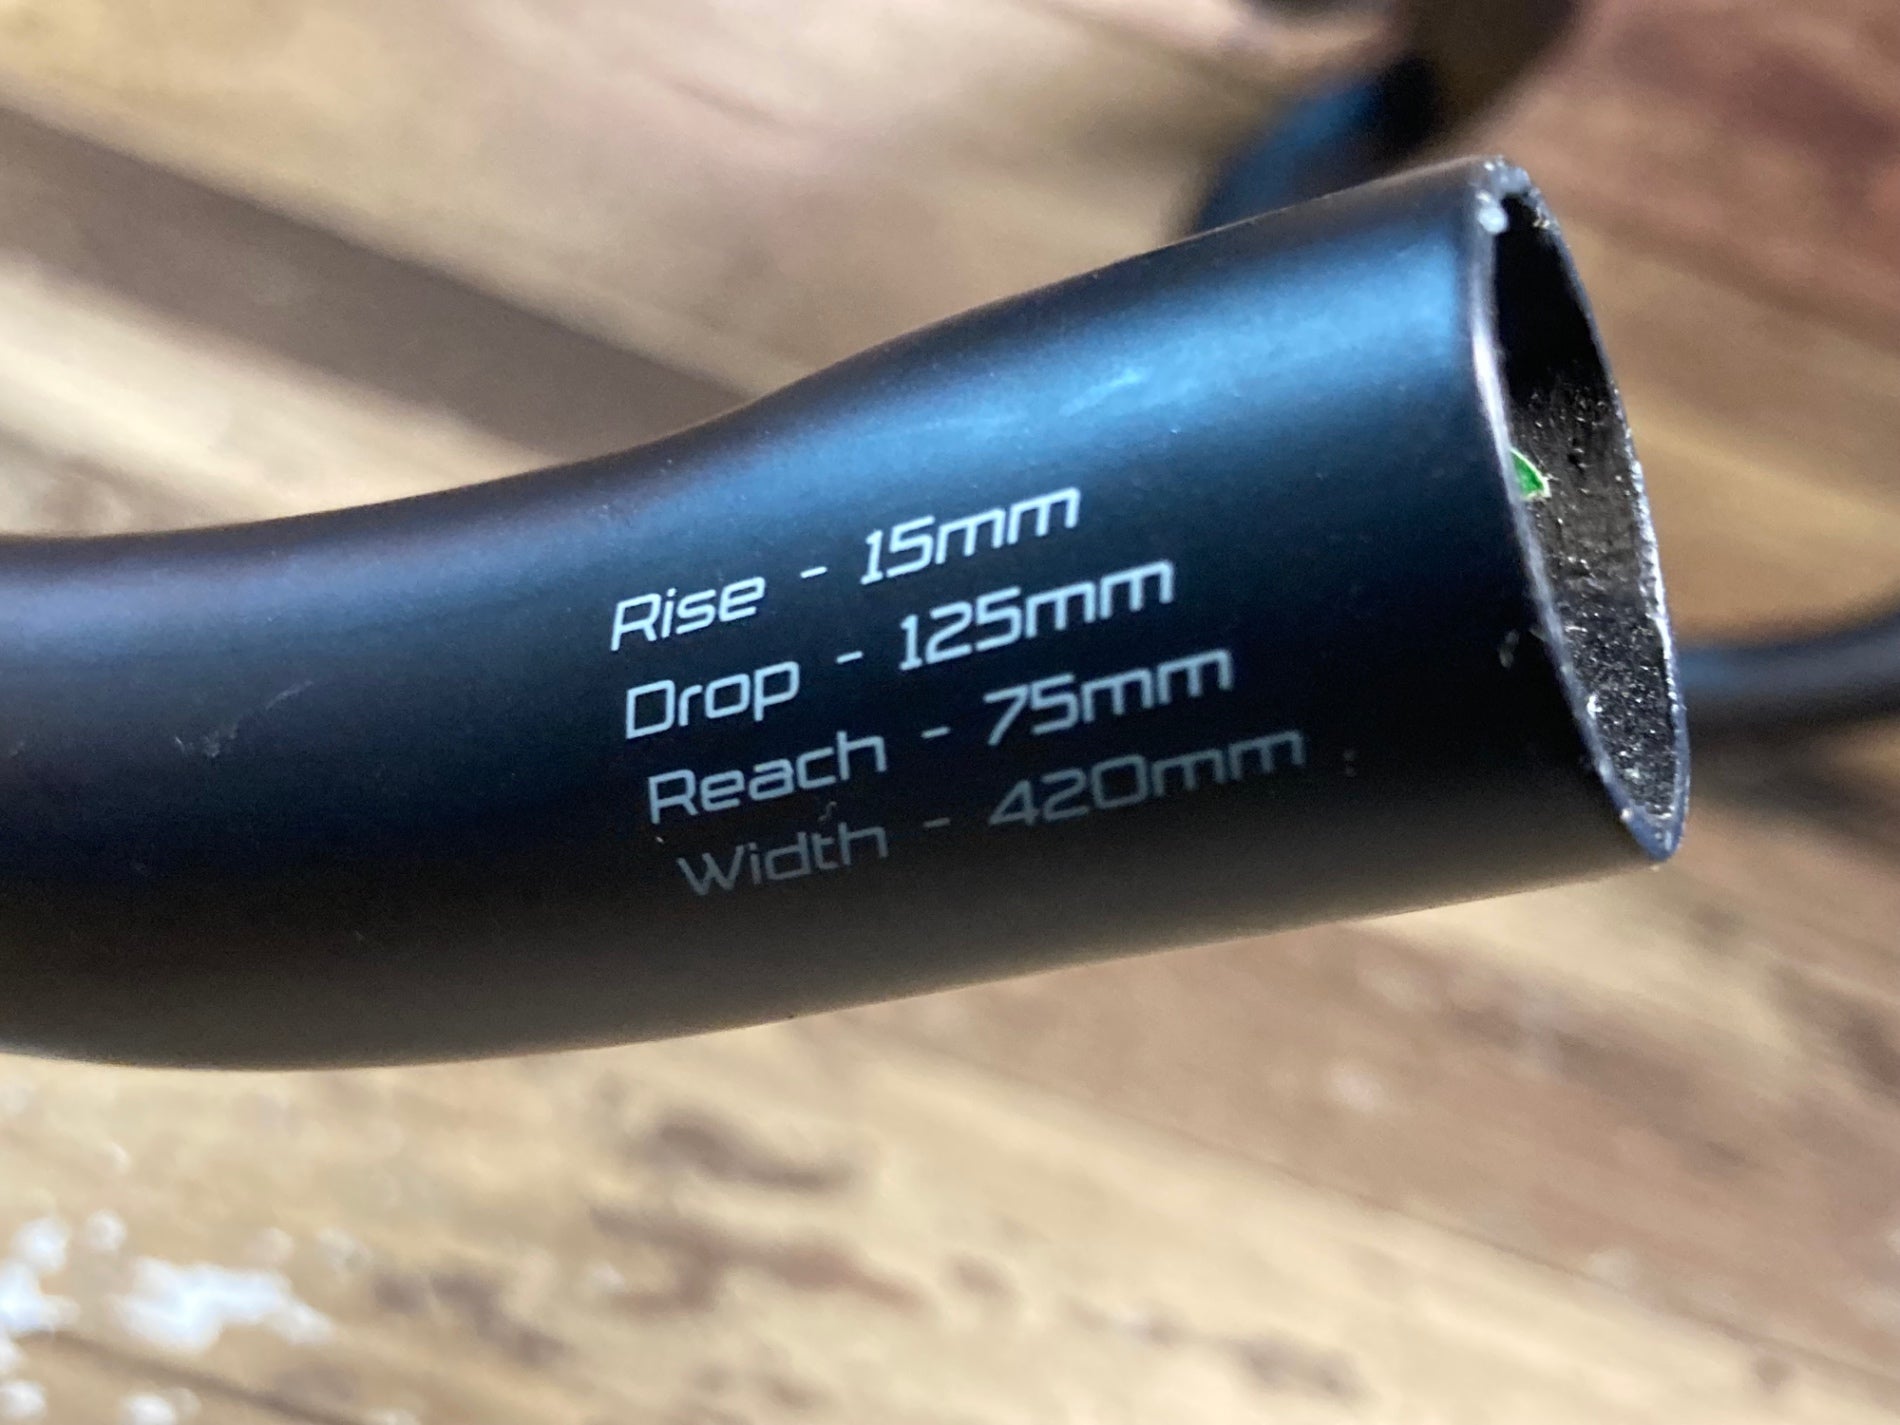 Rise - 15mm
Drop - 125mm
Reach - 75mm
Width - 420mm